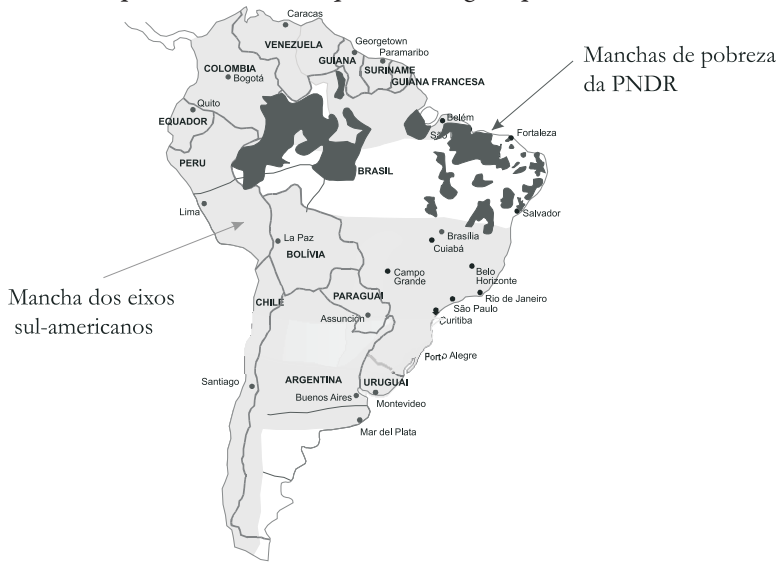 Caracas
VENEZUELA
Georgetown
Paramaribo
GUIANA
SURINAME
GUIANA FRANCESA
COLOMBIA
Bogotá
Manchas de pobreza
da PNDR
Quito
EQUADOR
Belém
São
Fortaleza
PERU
BRASIL
Lima
Salvador
La Paz
BOLÍVIA
Brasília
Cuiabá
Campo
Grande
Belo
Horizonte
Mancha dos eixos
sul-americanos
CHILE
PARAGUAI
Rio de Janeiro
São Paulo
Assunción
Curitiba
Porto Alegre
Santiago
ARGENTINA
URUGUAI
Buenos Aires
Montevideo
Mar del Plata